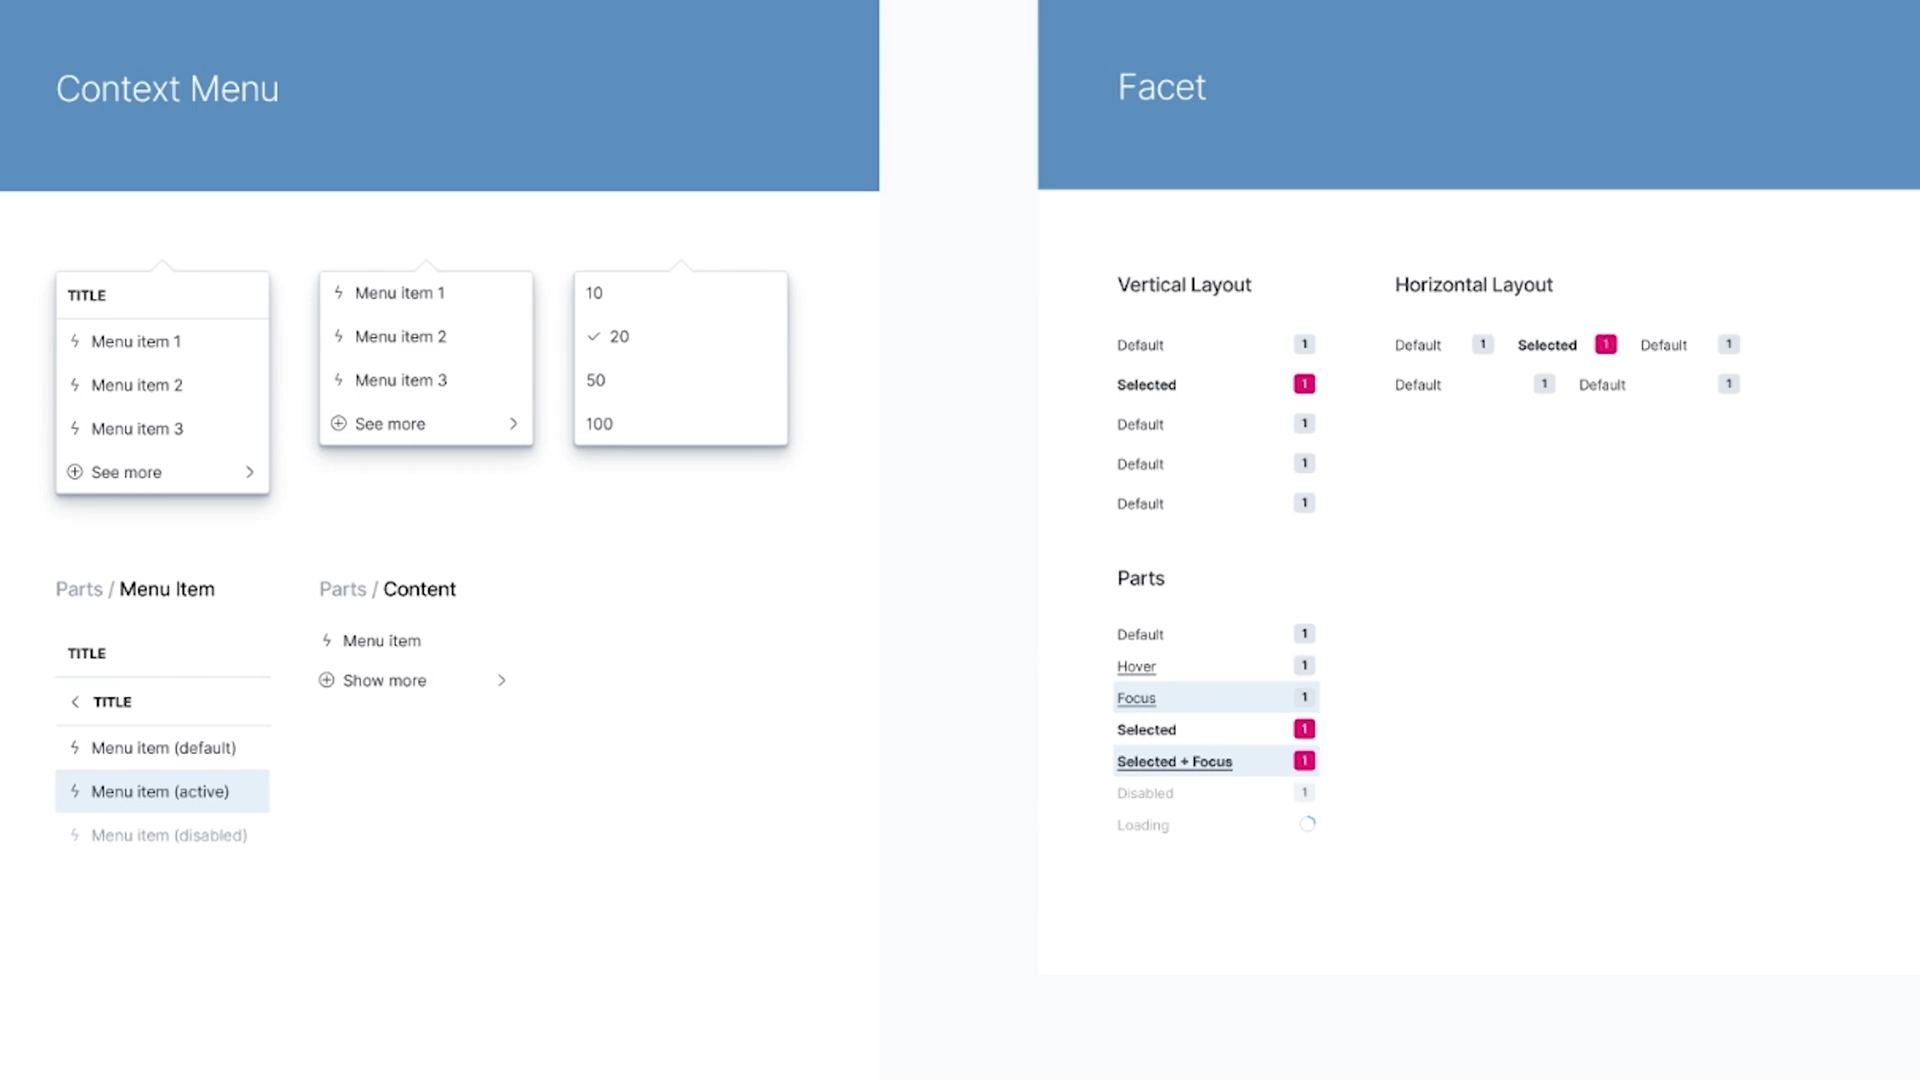 Context Menu
TITLE
Menu item 1
Menu item 2
Menu item 3
See more
Menu item 1
Menu item 2
Menu item 3
See more
10
20
50
100
Parts / Menu Item
TITLE
TITLE
Menu item (default)
Menu item (active)
Menu item (disabled)
Parts / Content
Menu item
Show more
Facet
Vertical Layout
Default 1
Selected 1
Default 1
Default 1
Default 1
Horizontal Layout
Default 1 Selected 1 Default 1
Default 1 Default 1
Parts
Default 1
Hover 1
Focus 1
Selected 1
Selected + Focus 1
Disabled 1
Loading